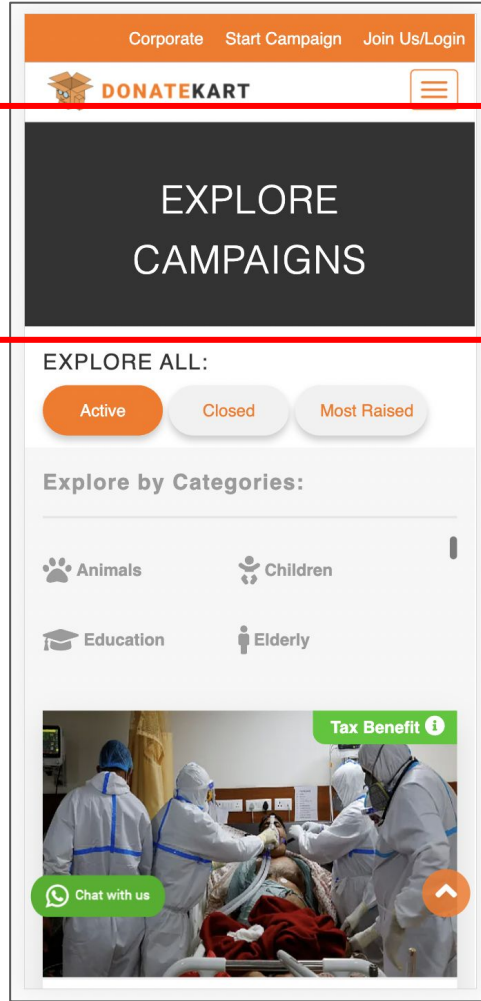 Corporate Start Campaign Join Us/Login
DONATEKART
EXPLORE
CAMPAIGNS
EXPLORE ALL:
Active Closed Most Raised
Explore by Categories:
Animals Children
Education Elderly
Tax Benefit i
Chat with us